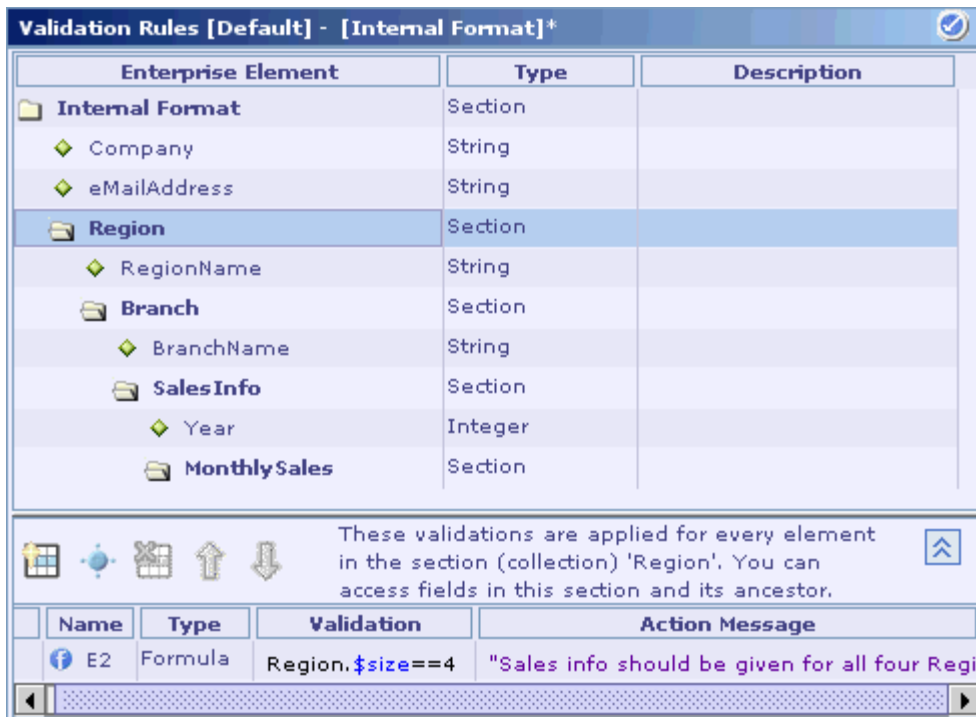 Validation Rules [Default] - [Internal Format]*
Enterprise Element Type Description
Internal Format Section
Company String
eMailAddress String
Region Section
RegionName String
Branch Section
BranchName String
SalesInfo Section
Year Integer
MonthlySales Section
These validations are applied for every element
in the section (collection) 'Region'. You can
access fields in this section and its ancestor.
Name Type Validation Action Message
E2 Formula Region.$size==4 "Sales info should be given for all four Regi